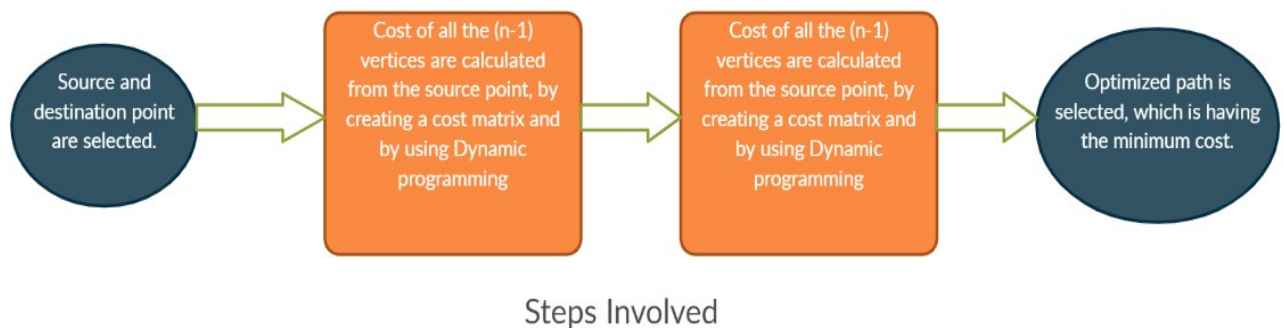 Source and
destination point
are selected.
Cost of all the (n-1)
vertices are calculated
from the source point, by
creating a cost matrix and
by using Dynamic
programming
Cost of all the (n-1)
vertices are calculated
from the source point, by
creating a cost matrix and
by using Dynamic
programming
Optimized path is
selected, which is having
the minimum cost.
Steps Involved